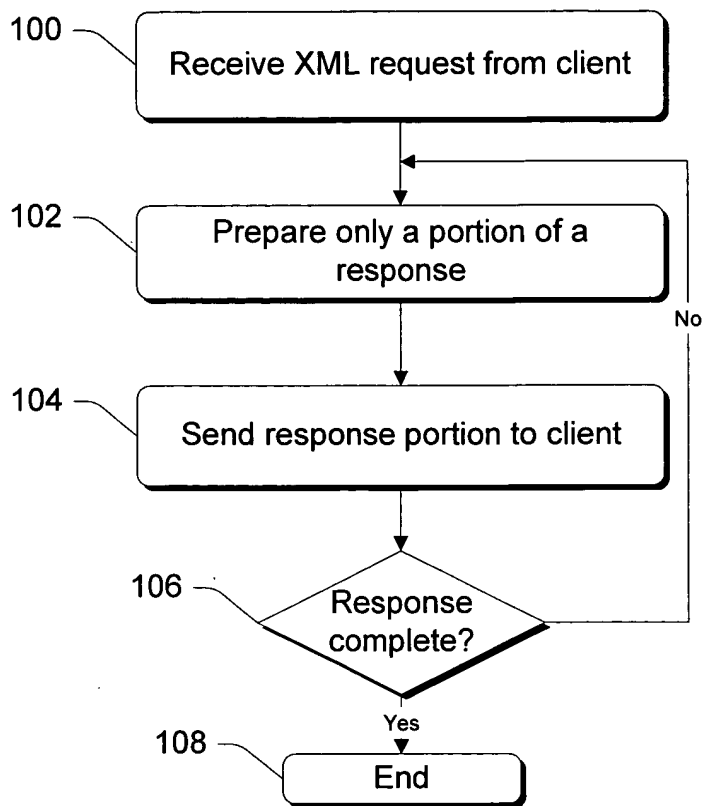 100
Receive XML request from client
102
Prepare only a portion of a
response
No
104
Send response portion to client
106
Response
complete?
Yes
108
End